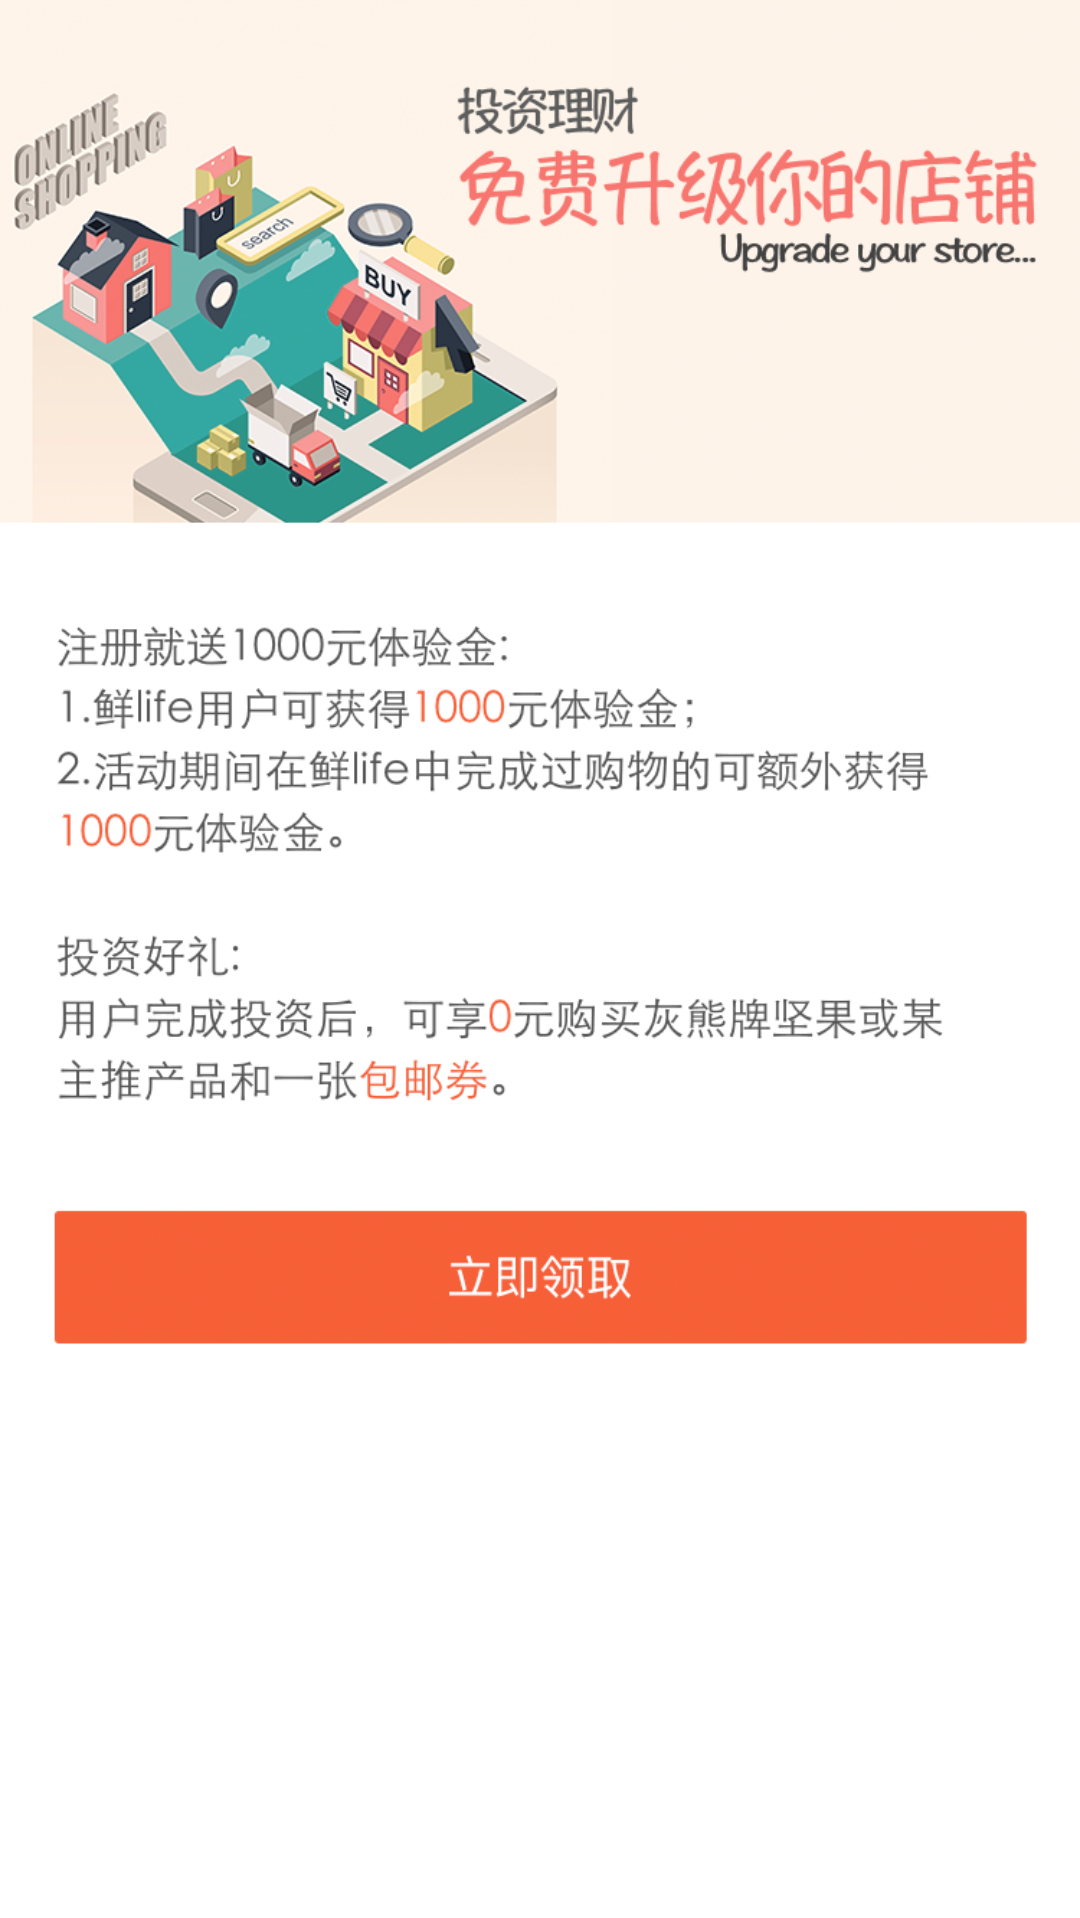 ONLINE
SHOPPING
search
BUY
投资理财
免费升级你的店铺
Upgrade your store...
注册就送1000元体验金:
1.鲜life用户可获得1000元体验金；
2.活动期间在鲜life中完成过购物的可额外获得
1000元体验金。
投资好礼:
用户完成投资后，可享0元购买灰熊牌坚果或某
主推产品和一张包邮券。
立即领取